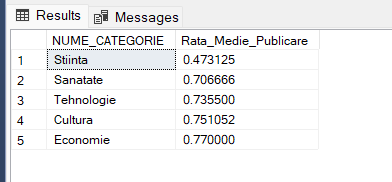 Results Messages
NUME_CATEGORIE Rata_Medie_Publicare
1 Stiinta 0.473125
2 Sanatate 0.706666
3 Tehnologie 0.735500
4 Cultura 0.751052
5 Economie 0.770000